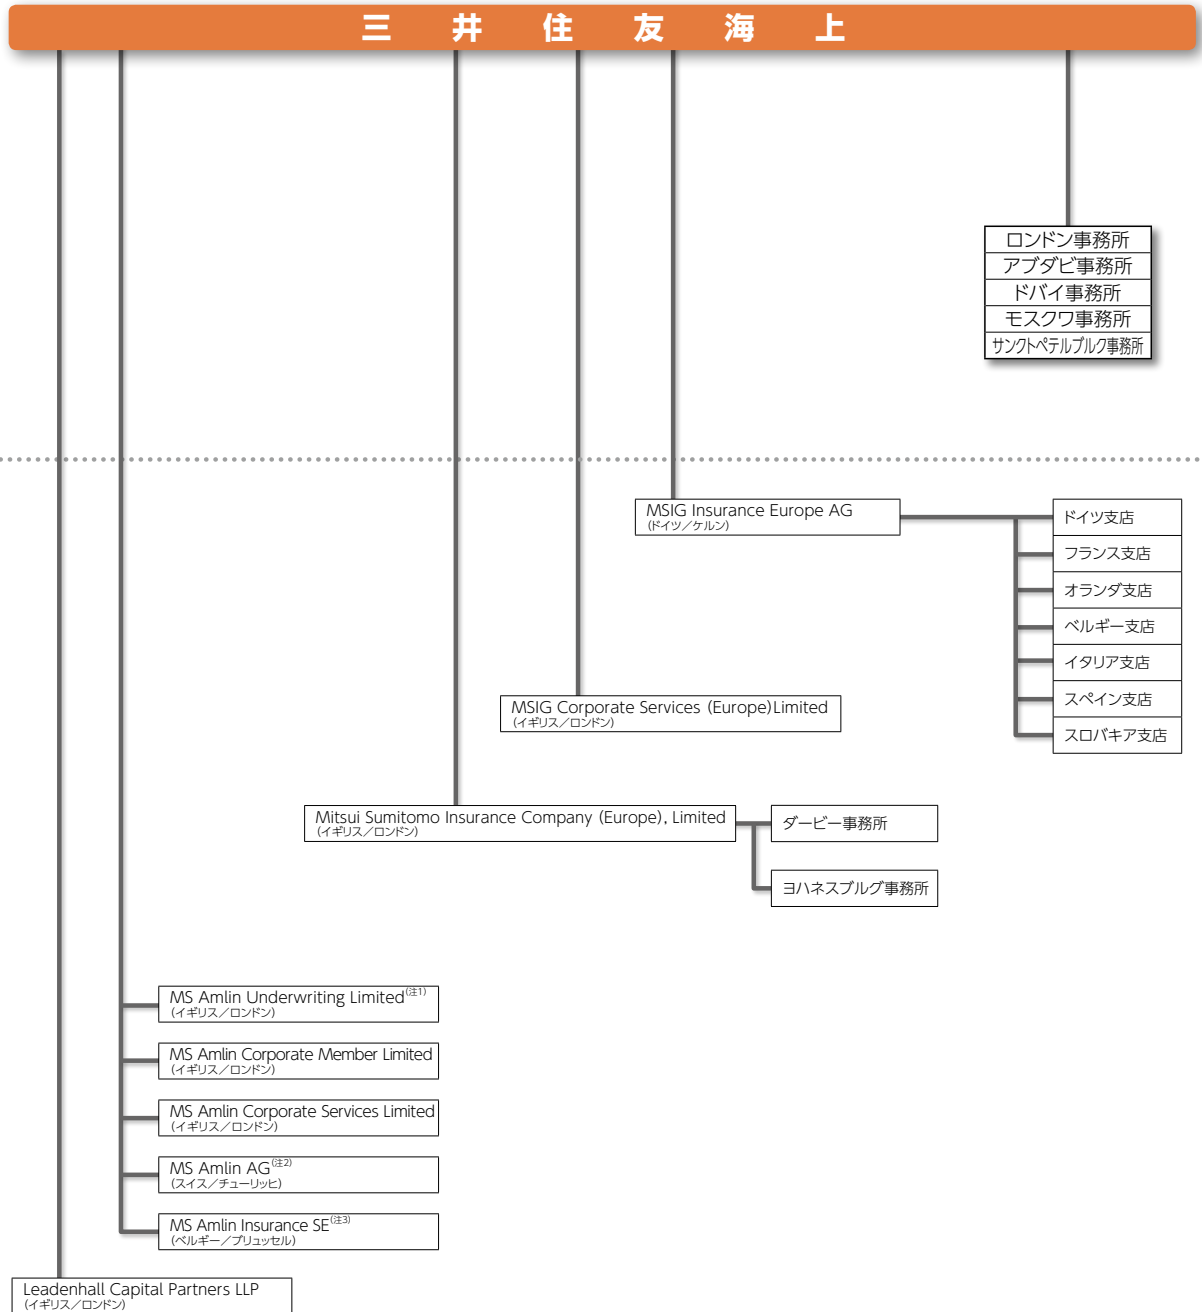 三井住友海上
ロンドン事務所
アブダビ事務所
ドバイ事務所
モスクワ事務所
サンクトペテルブルク事務所
MSIG Insurance Europe AG
(ドイツ／ケルン)
ドイツ支店
フランス支店
オランダ支店
ベルギー支店
イタリア支店
スペイン支店
スロバキア支店
MSIG Corporate Services (Europe)Limited
(イギリス／ロンドン)
Mitsui Sumitomo Insurance Company (Europe), Limited
(イギリス／ロンドン)
ダービー事務所
ヨハネスブルグ事務所
MS Amlin Underwriting Limited(注1)
(イギリス／ロンドン)
MS Amlin Corporate Member Limited
(イギリス／ロンドン)
MS Amlin Corporate Services Limited
(イギリス／ロンドン)
MS Amlin AG(注2)
(スイス／チューリッヒ)
MS Amlin Insurance SE(注3)
(ベルギー／ブリュッセル)
Leadenhall Capital Partners LLP
(イギリス／ロンドン)